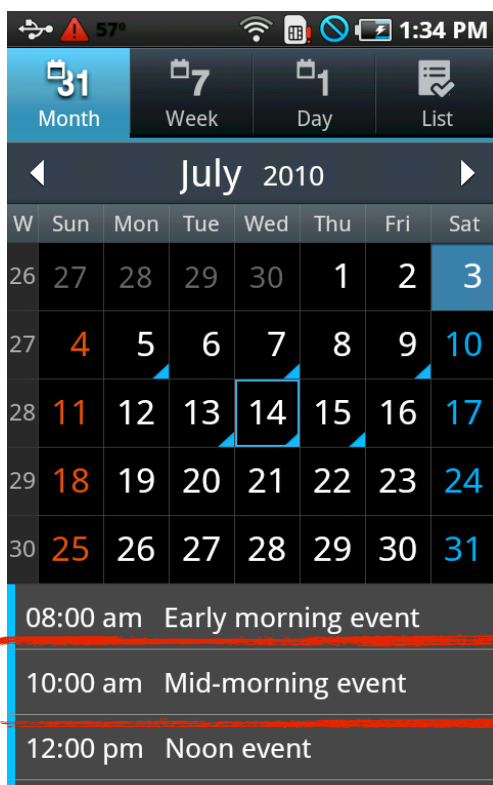 57° 1:34 PM
31 7 1
Month Week Day List
July 2010
W Sun Mon Tue Wed Thu Fri Sat
26 27 28 29 30 1 2 3
27 4 5 6 7 8 9 10
28 11 12 13 14 15 16 17
29 18 19 20 21 22 23 24
30 25 26 27 28 29 30 31
08:00 am Early morning event
10:00 am Mid-morning event
12:00 pm Noon event